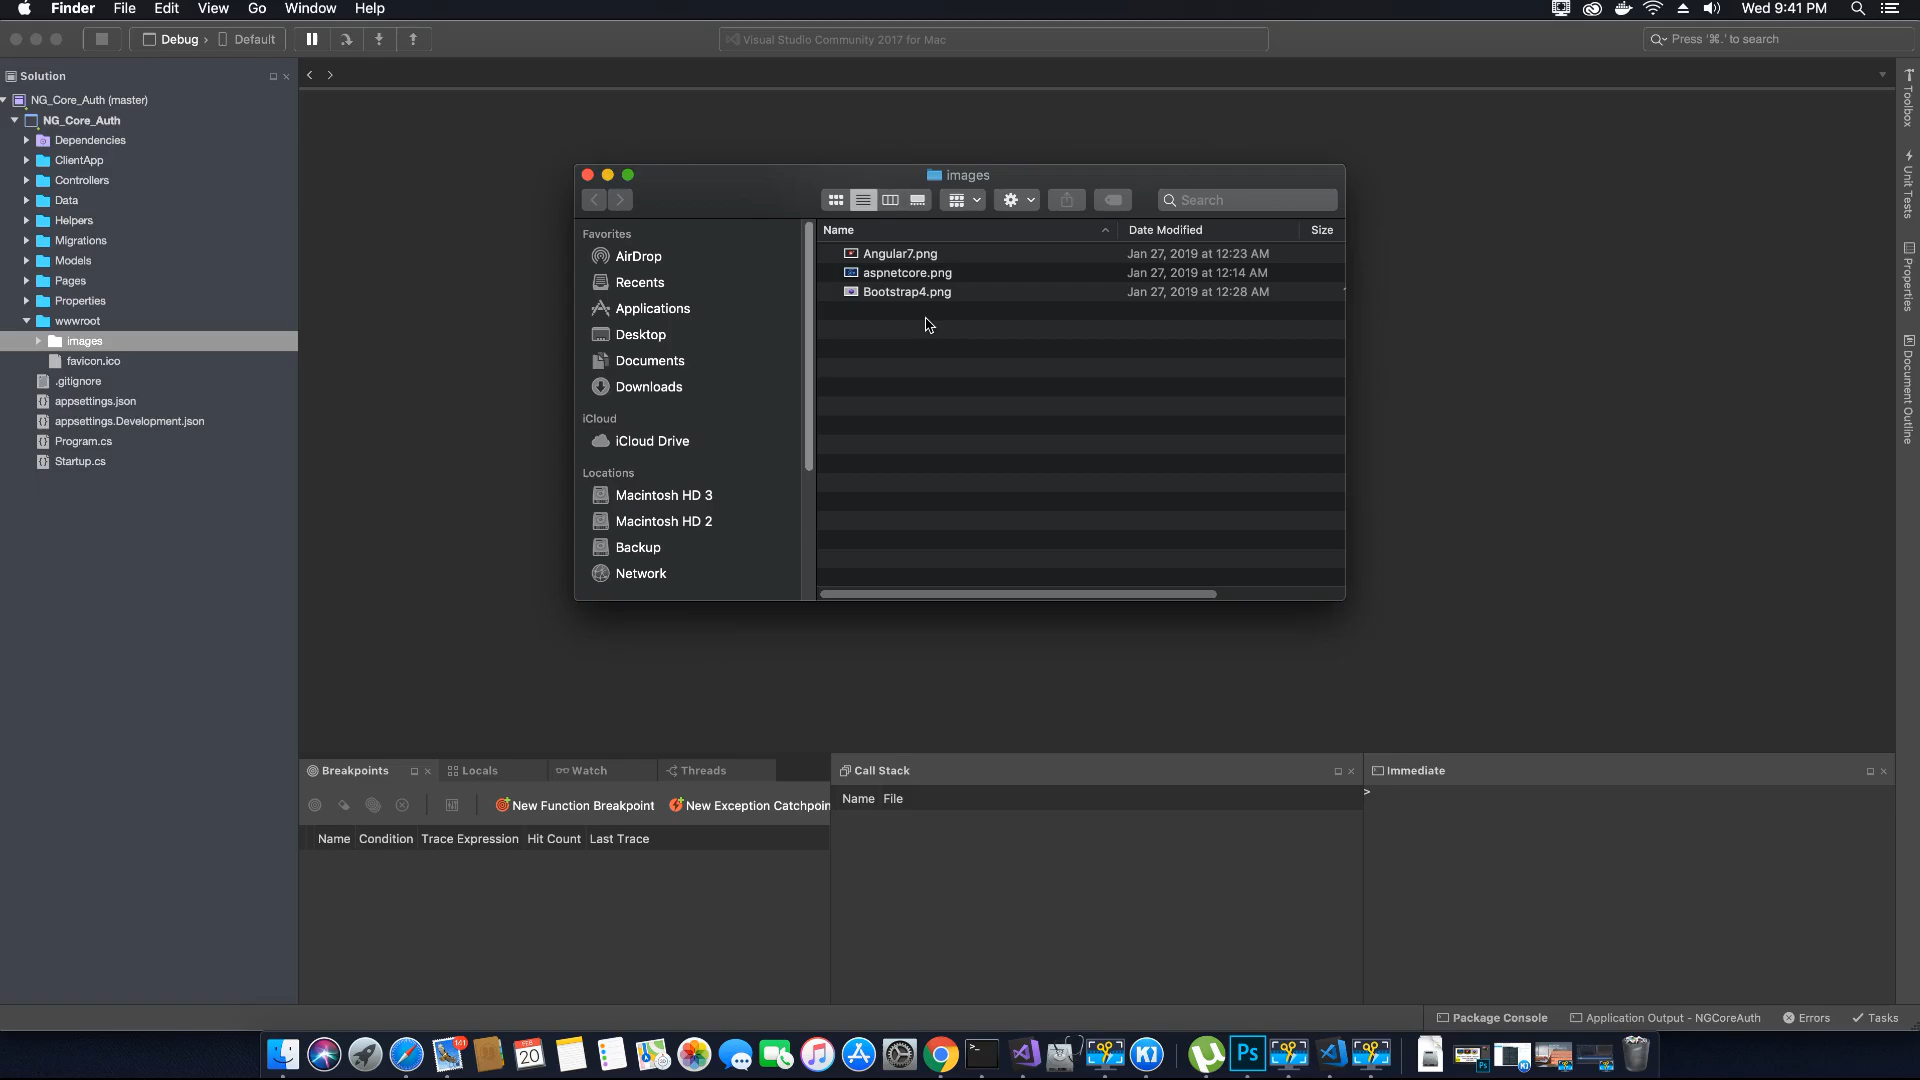 Finder File Edit View Go Window Help
Wed 9:41 PM
Debug
Default
Visual Studio Community 2017 for Mac
Press '⌘.' to search
Solution
NG_Core_Auth (master)
NG_Core_Auth
Dependencies
ClientApp
Controllers
Data
Helpers
Migrations
Models
Pages
Properties
wwwroot
images
favicon.ico
.gitignore
appsettings.json
appsettings.Development.json
Program.cs
Startup.cs
images
Search
Favorites
AirDrop
Recents
Applications
Desktop
Documents
Downloads
iCloud
iCloud Drive
Locations
Macintosh HD 3
Macintosh HD 2
Backup
Network
Name Date Modified Size
Angular7.png Jan 27, 2019 at 12:23 AM
aspnetcore.png Jan 27, 2019 at 12:14 AM
Bootstrap4.png Jan 27, 2019 at 12:28 AM
Toolbox
Unit Tests
Properties
Document Outline
Breakpoints
Locals
Watch
Threads
New Function Breakpoint
New Exception Catchpoin
Name Condition Trace Expression Hit Count Last Trace
Call Stack
Name File
Immediate
>
Package Console
Application Output - NGCoreAuth
Errors
Tasks
141
FEB
20
>_
Ps